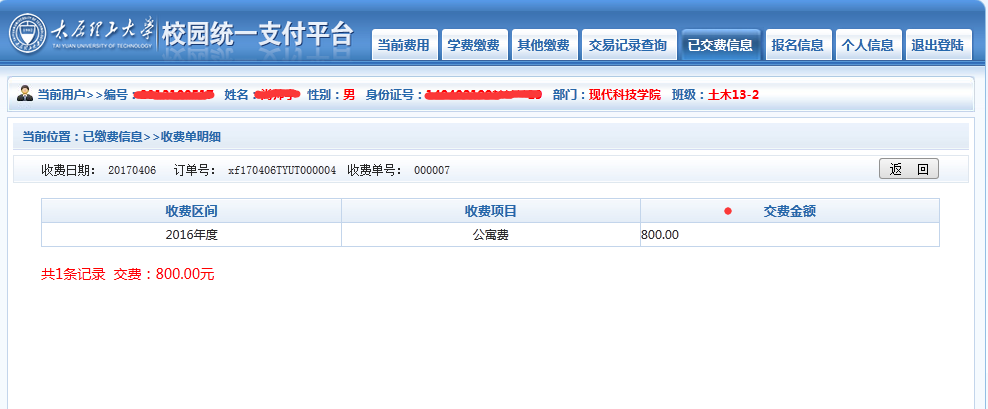 太原理工大学
TAI YUAN UNIVERSITY OF TECHNOLOGY
校园统一支付平台
当前费用 学费缴费 其他缴费 交易记录查询 已交费信息 报名信息 个人信息 退出登陆
当前用户>>编号： 姓名： 性别：男 身份证号： 部门：现代科技学院 班级：土木13-2
当前位置：已缴费信息>>收费单明细
收费日期： 20170406 订单号： xf170406TYUT000004 收费单号： 000007
返 回
收费区间 收费项目 交费金额
2016年度 公寓费 800.00
共1条记录 交费：800.00元